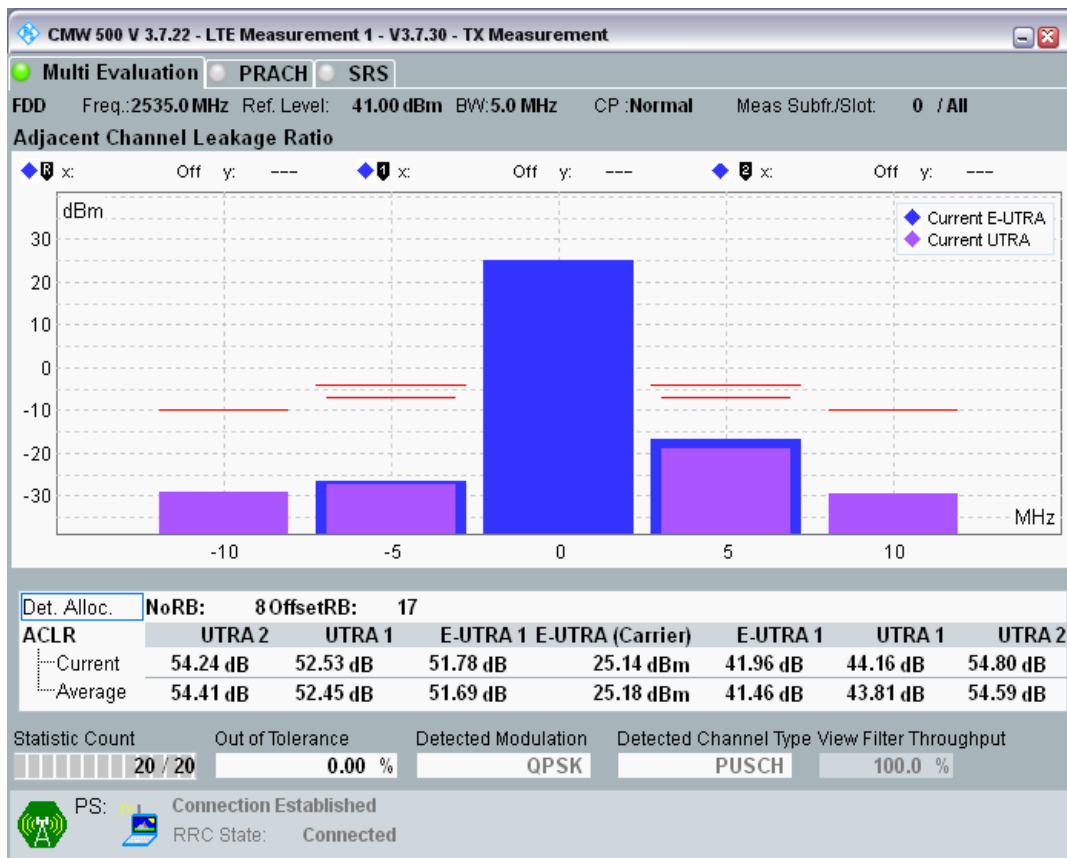 CMW 500 V 3.7.22 - LTE Measurement 1 - V3.7.30 - TX Measurement
Multi Evaluation PRACH SRS
FDD Freq.:2535.0 MHz Ref. Level: 41.00 dBm BW:5.0 MHz CP :Normal Meas Subfr./Slot: 0 / All
Adjacent Channel Leakage Ratio
R x: Off y: --- 1 x: Off y: --- 2 x: Off y: ---
dBm
Current E-UTRA
Current UTRA
30
20
10
0
-10
-20
-30
MHz
-10 -5 0 5 10
Det. Alloc. NoRB: 8 OffsetRB: 17
ACLR UTRA 2 UTRA 1 E-UTRA 1 E-UTRA (Carrier) E-UTRA 1 UTRA 1 UTRA 2
Current 54.24 dB 52.53 dB 51.78 dB 25.14 dBm 41.96 dB 44.16 dB 54.80 dB
Average 54.41 dB 52.45 dB 51.69 dB 25.18 dBm 41.46 dB 43.81 dB 54.59 dB
Statistic Count Out of Tolerance Detected Modulation Detected Channel Type View Filter Throughput
20 / 20 0.00 % QPSK PUSCH 100.0 %
PS: Connection Established
RRC State: Connected